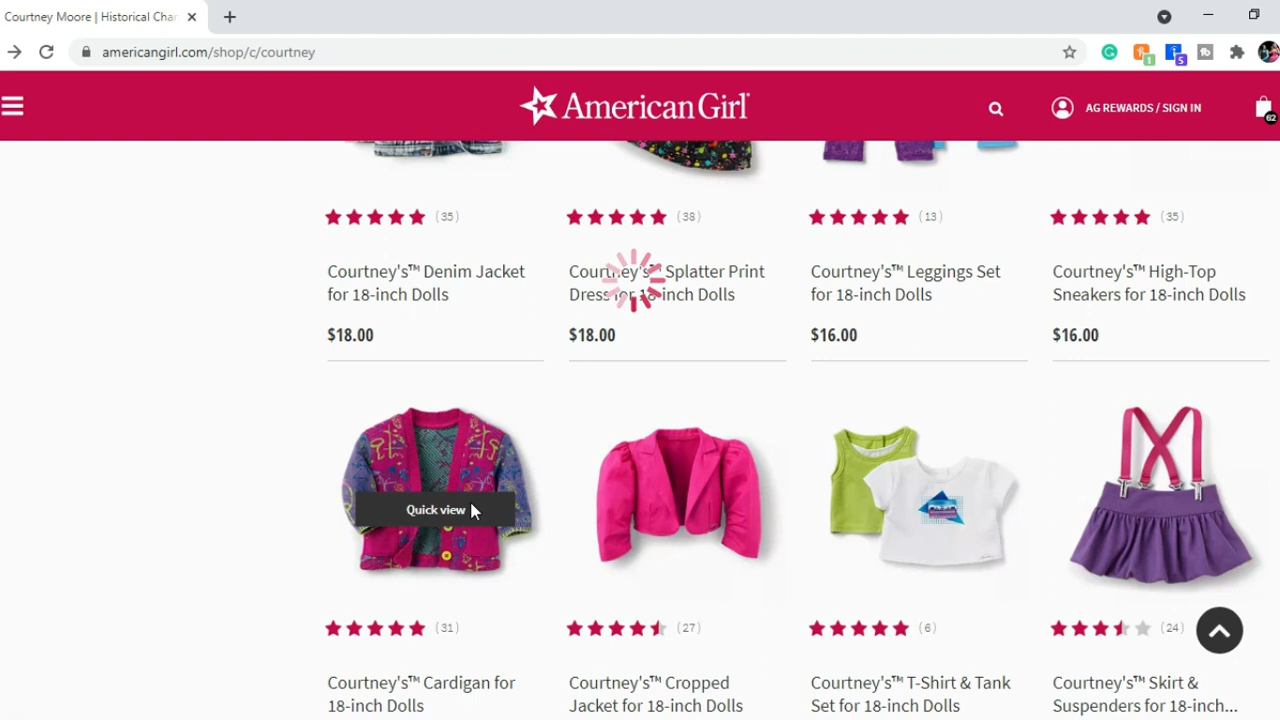 Courtney Moore | Historical Char
americangirl.com/shop/c/courtney
1
5
tb
American Girl
AG REWARDS / SIGN IN
62
(35)
(38)
(13)
(35)
Courtney's™ Denim Jacket
for 18-inch Dolls
Courtney's™ Splatter Print
Dress for 18-inch Dolls
Courtney's™ Leggings Set
for 18-inch Dolls
Courtney's™ High-Top
Sneakers for 18-inch Dolls
$18.00
$18.00
$16.00
$16.00
Quick view
(31)
(27)
(6)
(24)
Courtney's™ Cardigan for
18-inch Dolls
Courtney's™ Cropped
Jacket for 18-inch Dolls
Courtney's™ T-Shirt & Tank
Set for 18-inch Dolls
Courtney's™ Skirt &
Suspenders for 18-inch...